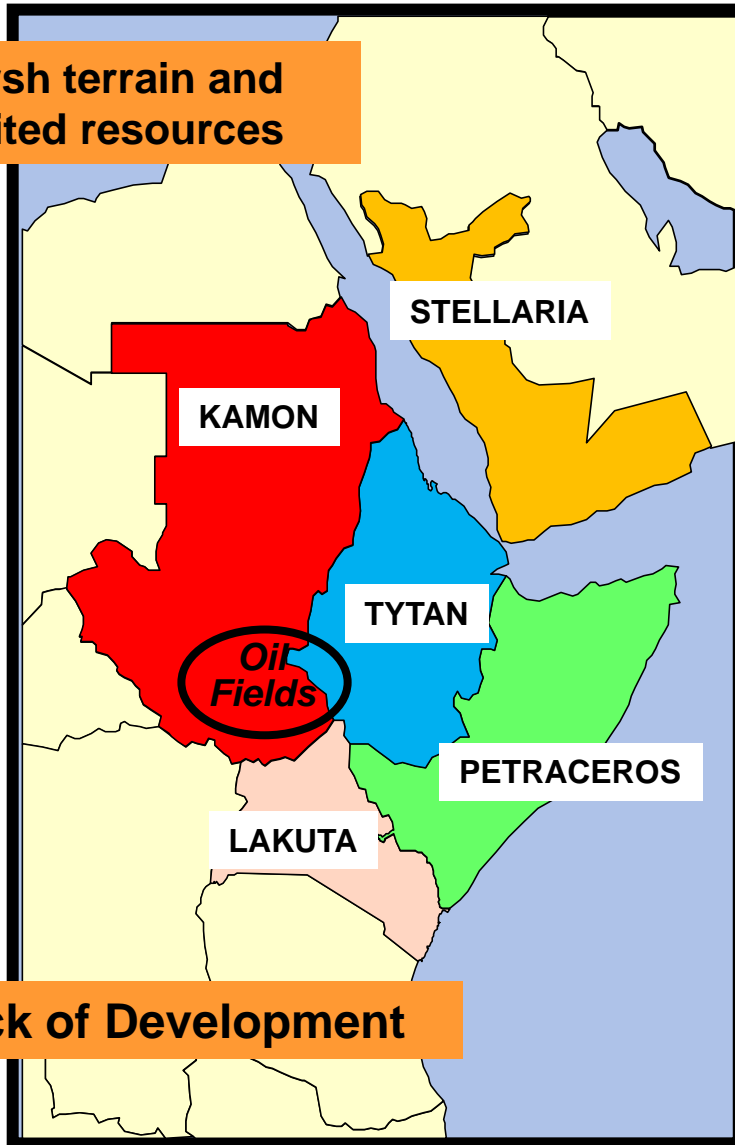 sh terrain and
ited resources
STELLARIA
KAMON
TYTAN
Oil
Fields
PETRACEROS
LAKUTA
ck of Development